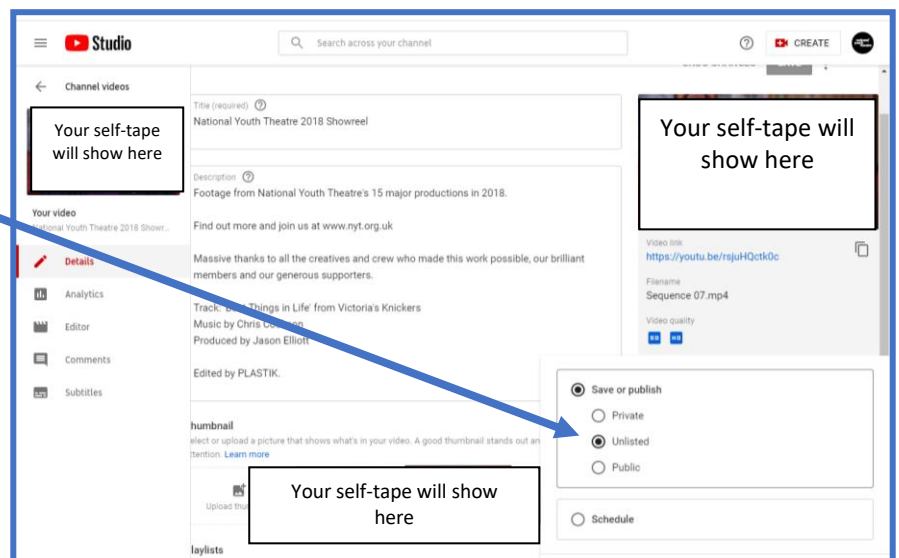 Studio
Search across your channel
CREATE
Channel videos
Your self-tape
will show here
Your video
National Youth Theatre 2018 Showr...
Details
Analytics
Editor
Comments
Subtitles
Title (required)
National Youth Theatre 2018 Showreel
Description
Footage from National Youth Theatre's 15 major productions in 2018.
Find out more and join us at www.nyt.org.uk
Massive thanks to all the creatives and crew who made this work possible, our brilliant
members and our generous supporters.
Track: Things in Life' from Victoria's Knickers
Music by Chris
Produced by Jason Elliott
Edited by PLASTIK.
humbnail
elect or upload a picture that shows what's in your video. A good thumbnail stands out an
ttention. Learn more
Upload thu
Your self-tape will show
here
laylists
Your self-tape will
show here
Video link
https://youtu.be/rsjuHQctk0c
Filename
Sequence 07.mp4
Video quality
SD HD
Save or publish
Private
Unlisted
Public
Schedule